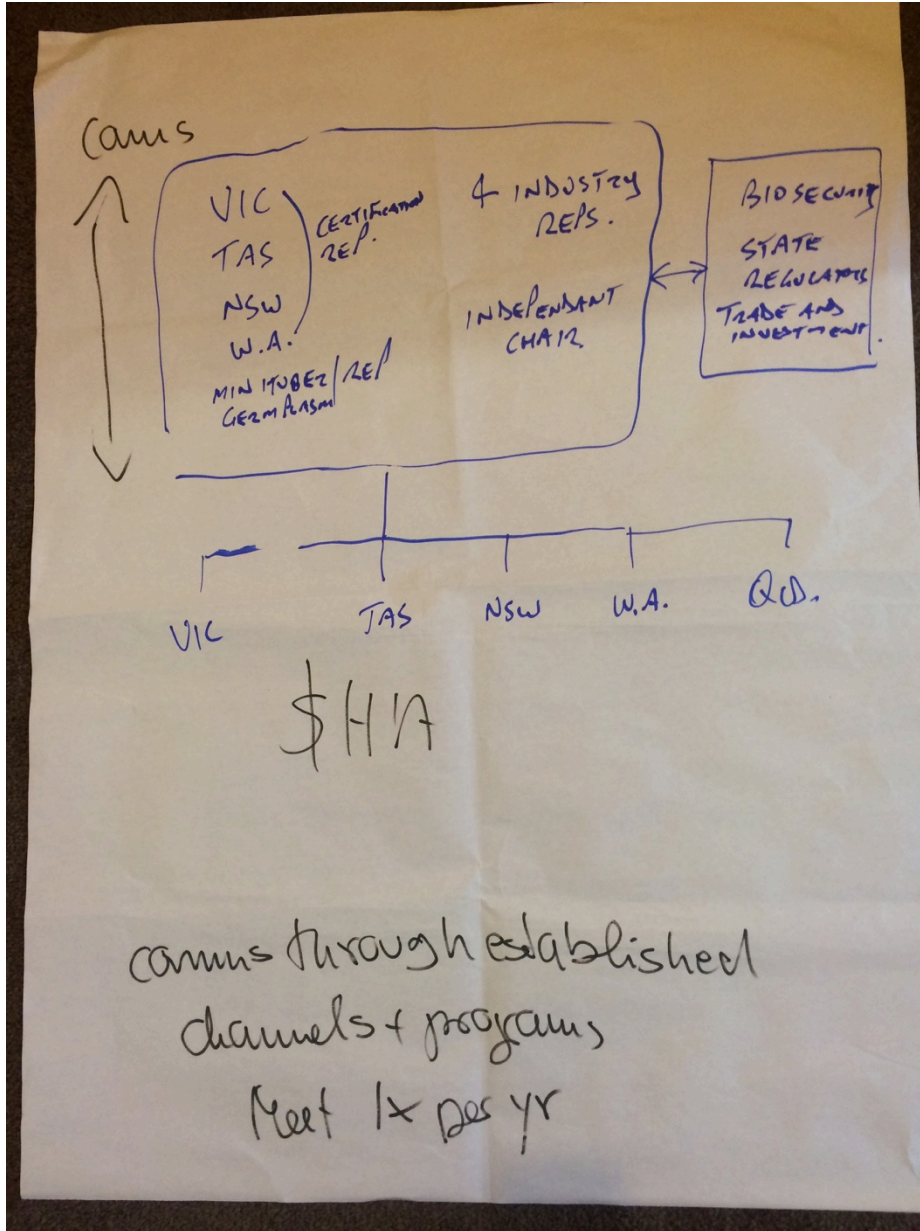 Comms
VIC
TAS
NSW
W.A.
CERTIFICATION
REP.
MINITUBER/REP
GERMPLASM
4 INDUSTRY
REPS.
INDEPENDANT
CHAIR
BIOSECURITY
STATE
REGULATORS
TRADE AND
INVESTMENT.
VIC
TAS
NSW
W.A.
QLD.
$HA
comms through established
channels + programs
Meet 1x per yr